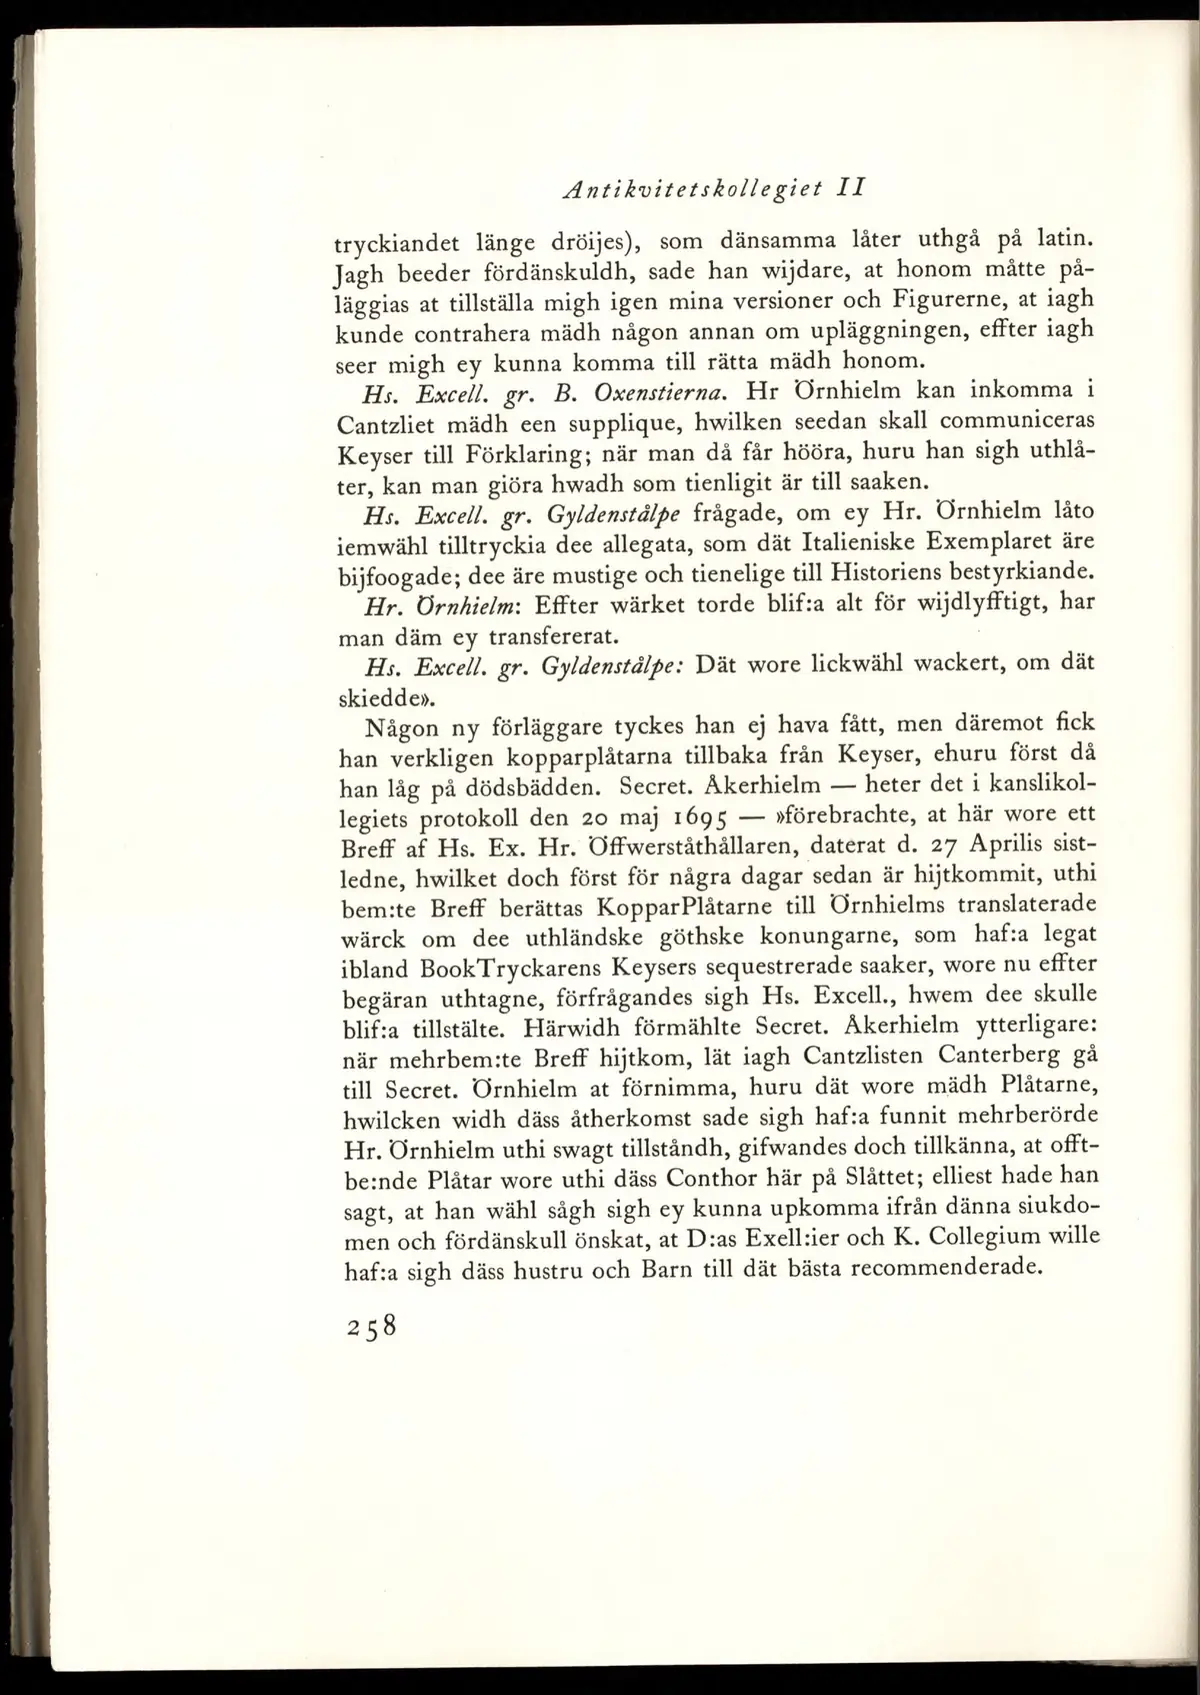 Antikvitetskollegiet II
tryckiandet länge dröijes), som dänsamma låter uthgå på latin.
Jagh beeder fördänskuldh, sade han wijdare, at honom måtte på-
läggias at tillställa migh igen mina versioner och Figurerne, at iagh
kunde contrahera mädh någon annan om upläggningen, effter iagh
seer migh ey kunna komma till rätta mädh honom.
Hs. Excell. gr. B. Oxenstierna. Hr Örnhielm kan inkomma i
Cantzliet mädh een supplique, hwilken seedan skall communiceras
Keyser till Förklaring; när man då får hööra, huru han sigh uthlå-
ter, kan man giöra hwadh som tienligit är till saaken.
Hs. Excell. gr. Gyldenstålpe frågade, om ey Hr. Örnhielm låto
iemwähl tilltryckia dee allegata, som dät Italieniske Exemplaret äre
bijfoogade; dee äre mustige och tienelige till Historiens bestyrkiande.
Hr. Örnhielm: Effter wärket torde blif:a alt för wijdlyfftigt, har
man däm ey transfererat.
Hs. Excell. gr. Gyldenstålpe: Dät wore lickwähl wackert, om dät
skiedde».
Någon ny förläggare tyckes han ej hava fått, men däremot fick
han verkligen kopparplåtarna tillbaka från Keyser, ehuru först då
han låg på dödsbädden. Secret. Åkerhielm — heter det i kanslikol-
legiets protokoll den 20 maj 1695 — »förebrachte, at här wore ett
Breff af Hs. Ex. Hr. Öffwerståthållaren, daterat d. 27 Aprilis sist-
ledne, hwilket doch först för några dagar sedan är hijtkommit, uthi
bem:te Breff berättas KopparPlåtarne till Örnhielms translaterade
wärck om dee uthländske göthske konungarne, som haf:a legat
ibland BookTryckarens Keysers sequestrerade saaker, wore nu effter
begäran uthtagne, förfrågandes sigh Hs. Excell., hwem dee skulle
blif:a tillstälte. Härwidh förmählte Secret. Åkerhielm ytterligare:
när mehrbem:te Breff hijtkom, lät iagh Cantzlisten Canterberg gå
till Secret. Örnhielm at förnimma, huru dät wore mädh Plåtarne,
hwilcken widh däss åtherkomst sade sigh haf:a funnit mehrberörde
Hr. Örnhielm uthi swagt tillståndh, gifwandes doch tillkänna, at offt-
be:nde Plåtar wore uthi däss Conthor här på Slåttet; elliest hade han
sagt, at han wähl sågh sigh ey kunna upkomma ifrån dänna siukdo-
men och fördänskull önskat, at D:as Exell:ier och K. Collegium wille
haf:a sigh däss hustru och Barn till dät bästa recommenderade.
258